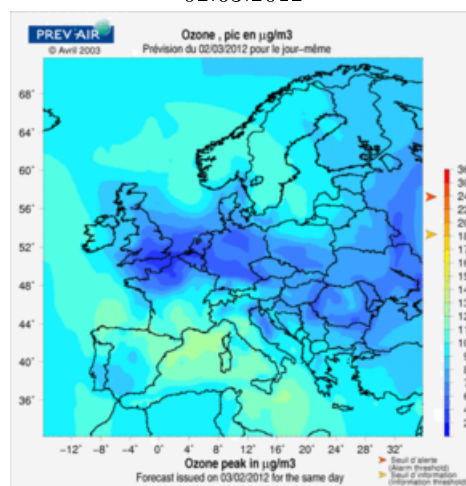 PREV'AIR
© Avril 2003
Ozone , pic en µg/m3
Prévision du 02/03/2012 pour le jour-même
68°
64°
60°
56°
52°
48°
44°
40°
36°
−12° −8° −4° 0° 4° 8° 12° 16° 20° 24° 28° 32°
Ozone peak in µg/m3
Forecast issued on 03/02/2012 for the same day
Seuil d'alerte
(Alarm threshold)
Seuil d'information
(Information threshold)